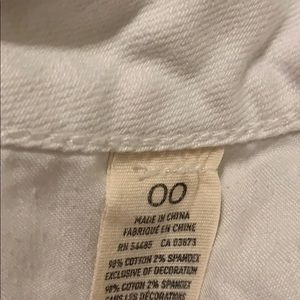 00
MADE IN CHINA
FABRIQUÉ EN CHINE
RN 54485 CA 03873
98% COTTON 2% SPANDEX
EXCLUSIVE OF DECORATION
98% COTON 2% SPANDEX
SANS LES DÉCORATIONS